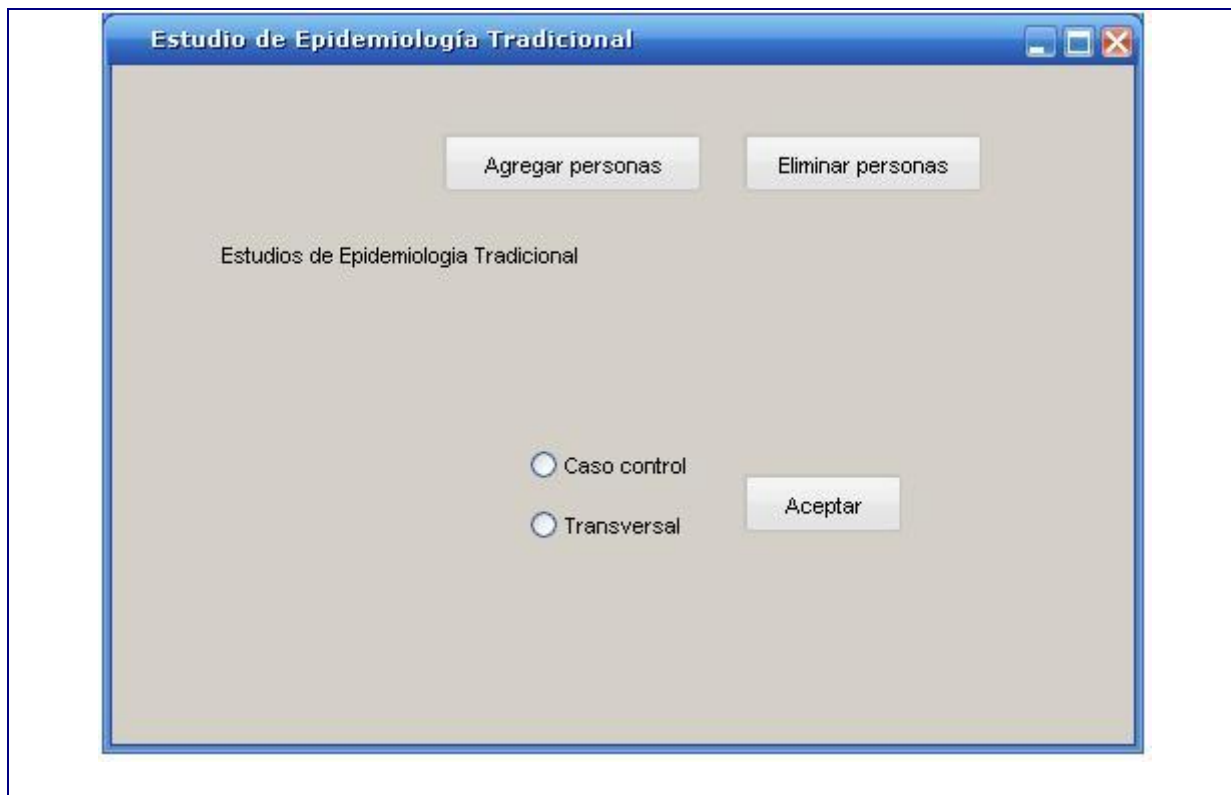 Estudio de Epidemiología Tradicional
Agregar personas Eliminar personas
Estudios de Epidemiologia Tradicional
Caso control
Aceptar
Transversal